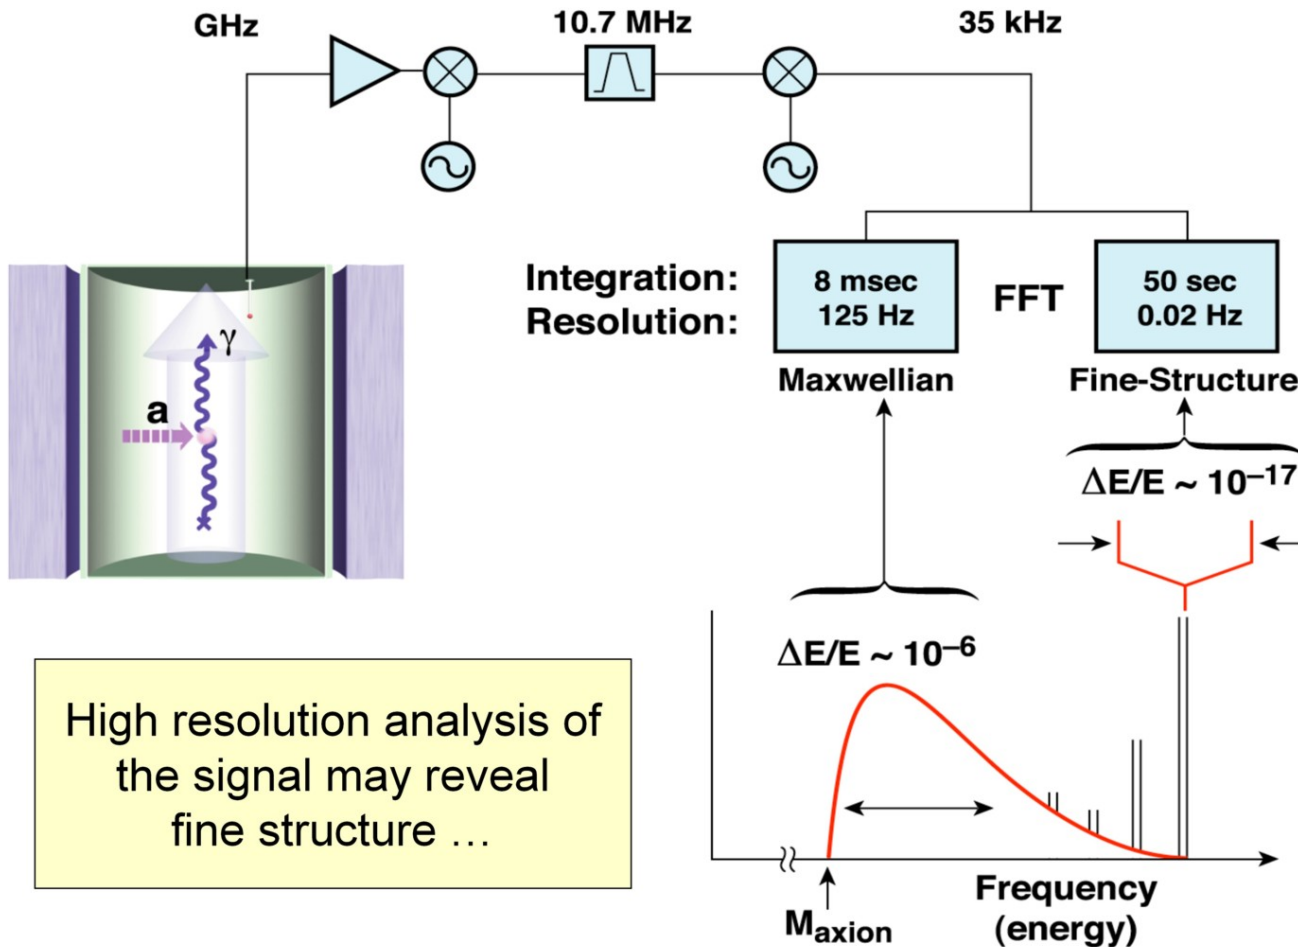 GHz
10.7 MHz
35 kHz
Integration:
Resolution:
8 msec
125 Hz
FFT
50 sec
0.02 Hz
Maxwellian
Fine-Structure
γ
a
ΔE/E ~ 10⁻¹⁷
ΔE/E ~ 10⁻⁶
High resolution analysis of
the signal may reveal
fine structure …
Maxion
Frequency
(energy)